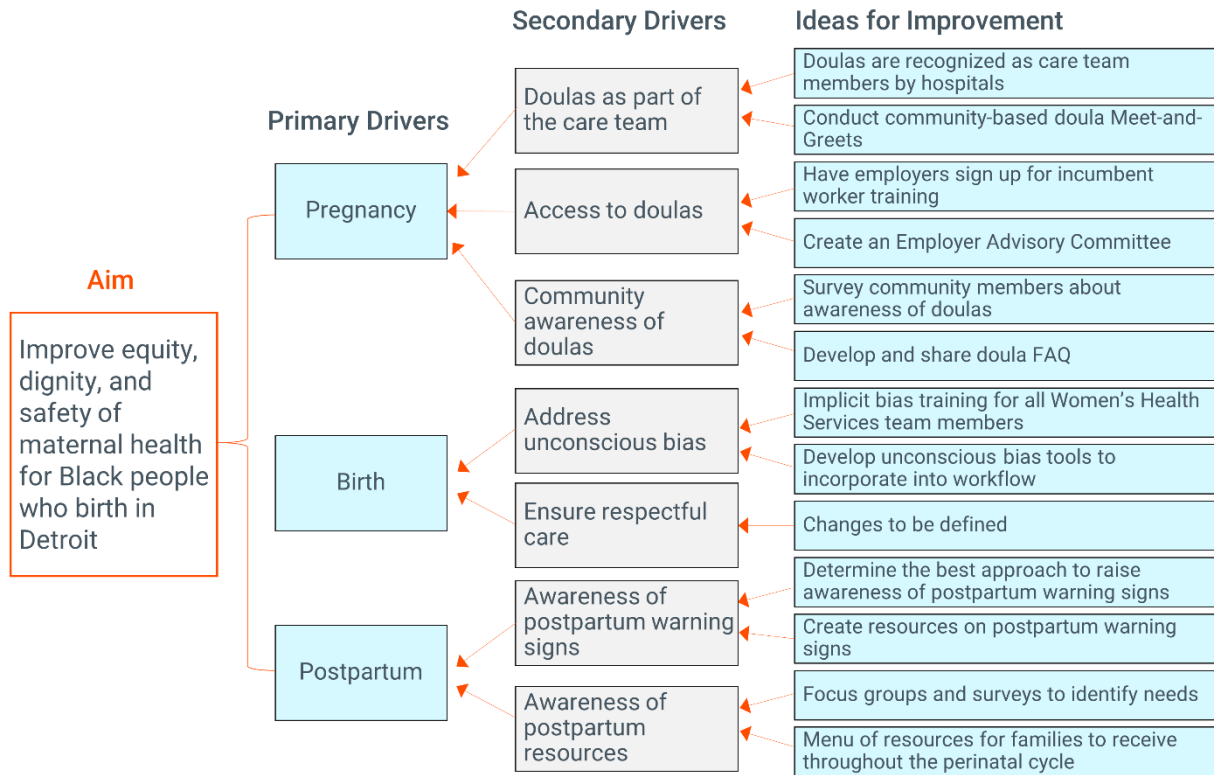 Secondary Drivers
Ideas for Improvement
Primary Drivers
Aim
Improve equity,
dignity, and
safety of
maternal health
for Black people
who birth in
Detroit
Pregnancy
Birth
Postpartum
Doulas as part of
the care team
Access to doulas
Community
awareness of
doulas
Address
unconscious bias
Ensure respectful
care
Awareness of
postpartum warning
signs
Awareness of
postpartum
resources
Doulas are recognized as care team
members by hospitals
Conduct community-based doula Meet-and-
Greets
Have employers sign up for incumbent
worker training
Create an Employer Advisory Committee
Survey community members about
awareness of doulas
Develop and share doula FAQ
Implicit bias training for all Women’s Health
Services team members
Develop unconscious bias tools to
incorporate into workflow
Changes to be defined
Determine the best approach to raise
awareness of postpartum warning signs
Create resources on postpartum warning
signs
Focus groups and surveys to identify needs
Menu of resources for families to receive
throughout the perinatal cycle